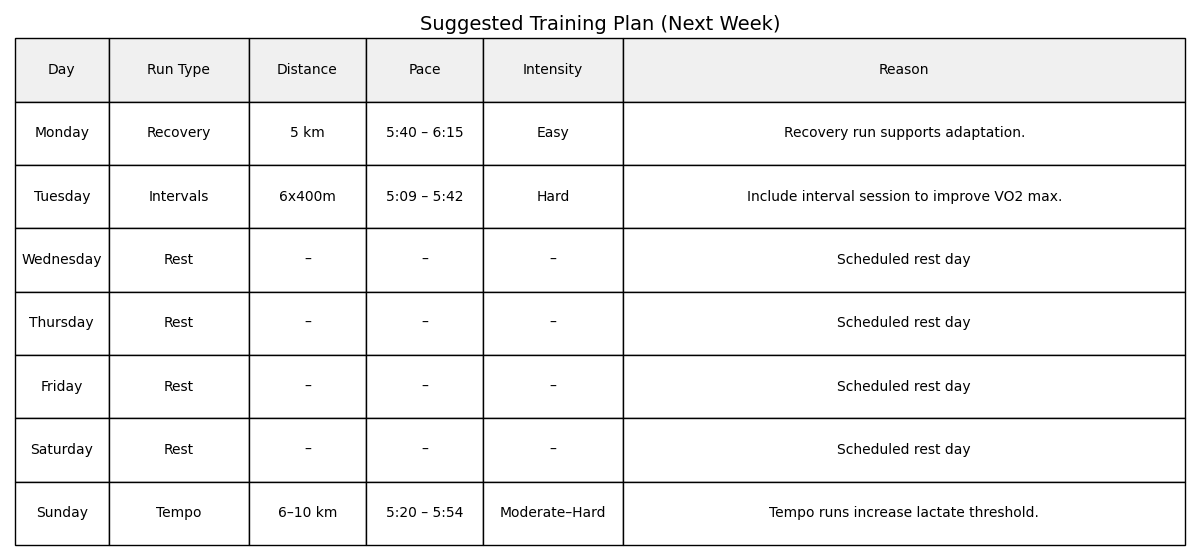 Suggested Training Plan (Next Week)
Day Run Type Distance Pace Intensity Reason
Monday Recovery 5 km 5:40 – 6:15 Easy Recovery run supports adaptation.
Tuesday Intervals 6x400m 5:09 – 5:42 Hard Include interval session to improve VO2 max.
Wednesday Rest – – – Scheduled rest day
Thursday Rest – – – Scheduled rest day
Friday Rest – – – Scheduled rest day
Saturday Rest – – – Scheduled rest day
Sunday Tempo 6–10 km 5:20 – 5:54 Moderate–Hard Tempo runs increase lactate threshold.